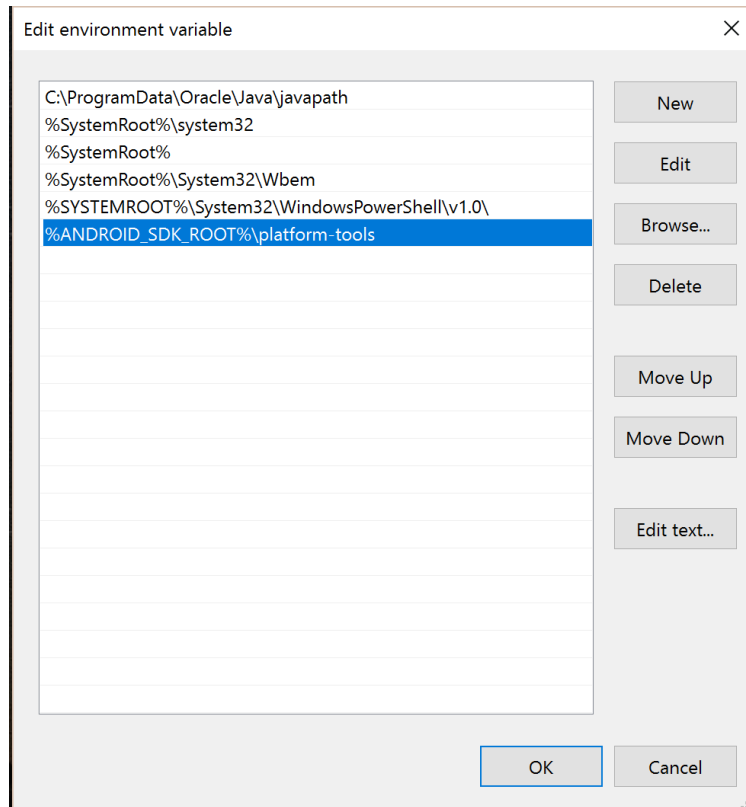 Edit environment variable
C:\ProgramData\Oracle\Java\javapath
%SystemRoot%\system32
%SystemRoot%
%SystemRoot%\System32\Wbem
%SYSTEMROOT%\System32\WindowsPowerShell\v1.0\
%ANDROID_SDK_ROOT%\platform-tools
New
Edit
Browse...
Delete
Move Up
Move Down
Edit text...
OK
Cancel